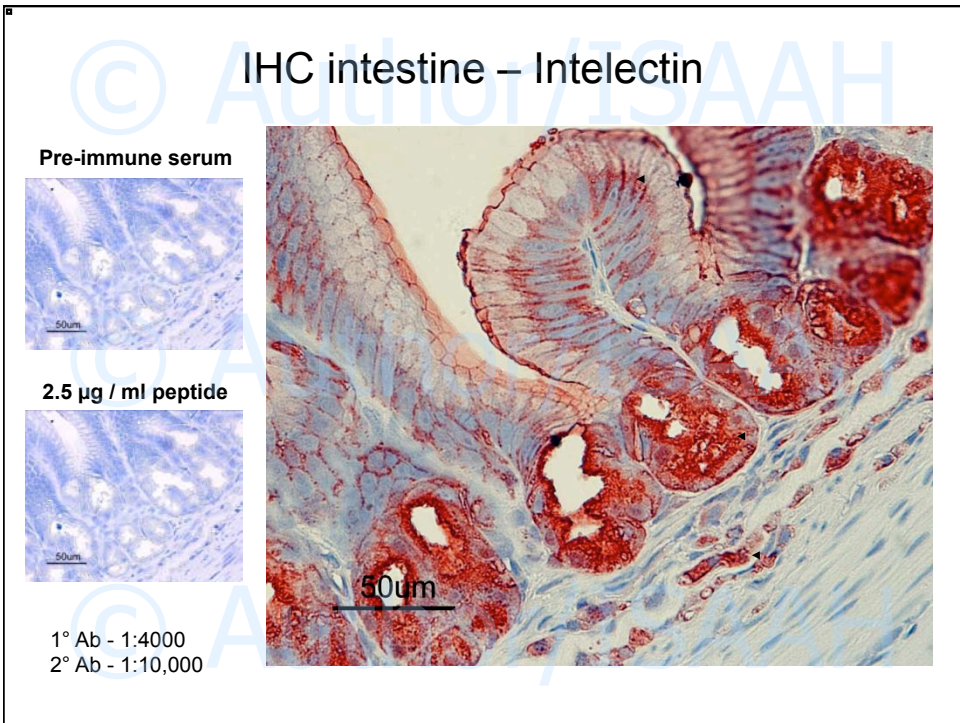 IHC intestine – Intelectin
© Author/ISAAH
Pre-immune serum
50um
© Author/ISAAH
2.5 µg / ml peptide
50um
50um
© Author/ISAAH
1° Ab - 1:4000
2° Ab - 1:10,000